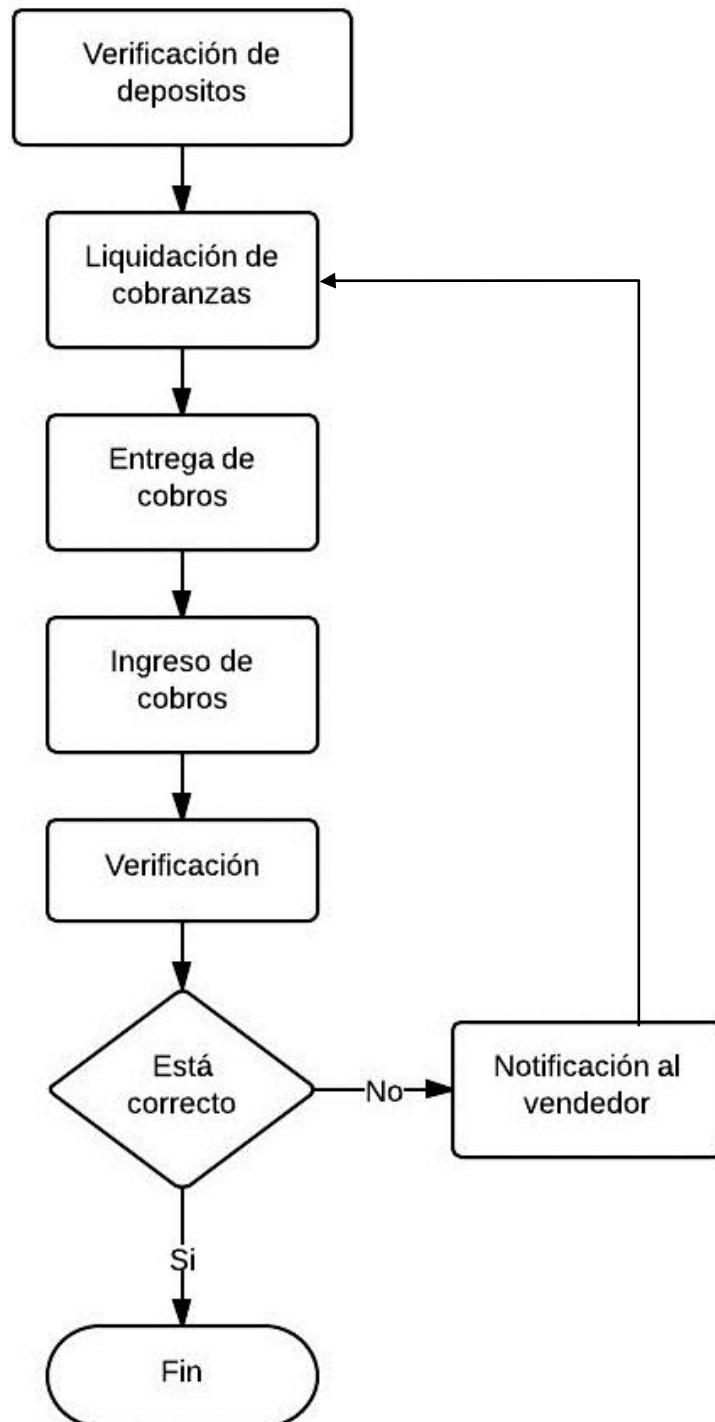 Verificación de
depositos
Liquidación de
cobranzas
Entrega de
cobros
Ingreso de
cobros
Verificación
Está
correcto
No
Notificación al
vendedor
Si
Fin